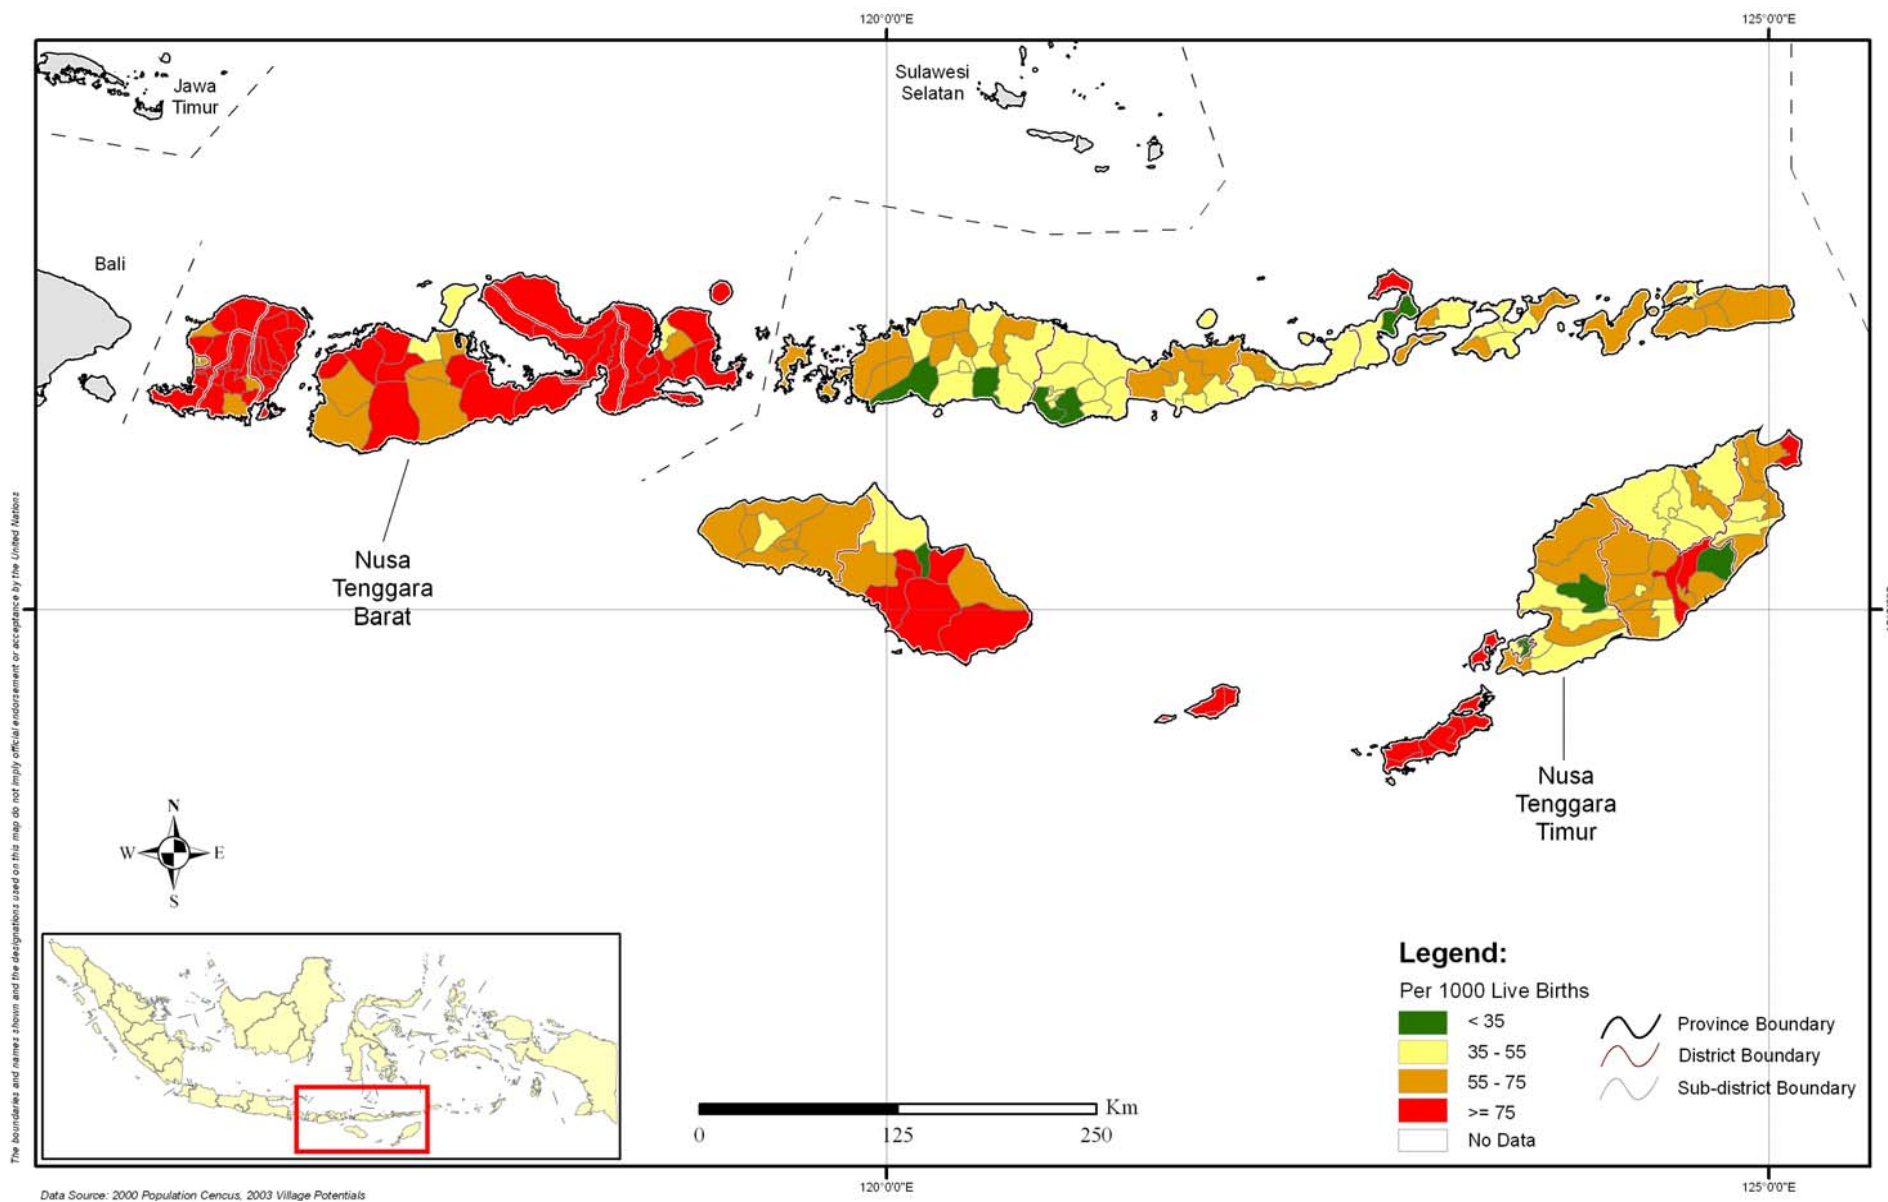 120°0'0"E
125°0'0"E
Jawa
Timur
Sulawesi
Selatan
Bali
Nusa
Tenggara
Barat
Nusa
Tenggara
Timur
N
W
E
S
The boundaries and names shown and the designations used on this map do not imply official endorsement or acceptance by the United Nations
Legend:
Per 1000 Live Births
< 35
35 - 55
55 - 75
>= 75
No Data
Province Boundary
District Boundary
Sub-district Boundary
Km
0
125
250
120°0'0"E
125°0'0"E
Data Source: 2000 Population Cencus, 2003 Village Potentials